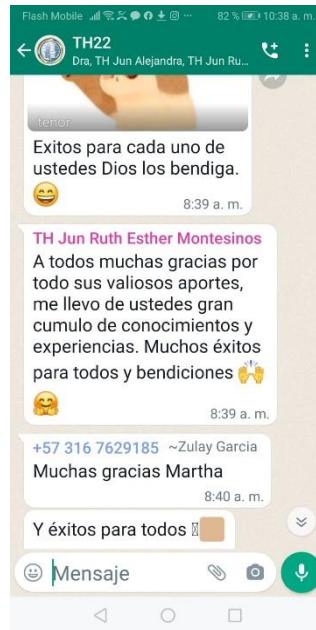 Flash Mobile 82 % 10:38 a. m.
TH22
Dra, TH Jun Alejandra, TH Jun Ru...
tenor
Exitos para cada uno de
ustedes Dios los bendiga.
😄
8:39 a. m.
TH Jun Ruth Esther Montesinos
A todos muchas gracias por
todo sus valiosos aportes,
me llevo de ustedes gran
cumulo de conocimientos y
experiencias. Muchos éxitos
para todos y bendiciones 🙌
🤗
8:39 a. m.
+57 316 7629185 ~Zulay Garcia
Muchas gracias Martha
8:40 a. m.
Y éxitos para todos
Mensaje